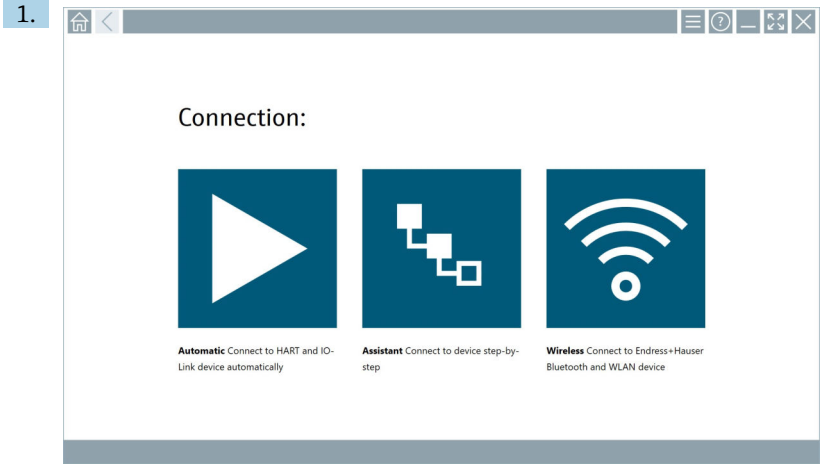 1.
Connection:
Automatic Connect to HART and IO-
Link device automatically
Assistant Connect to device step-by-
step
Wireless Connect to Endress+Hauser
Bluetooth and WLAN device